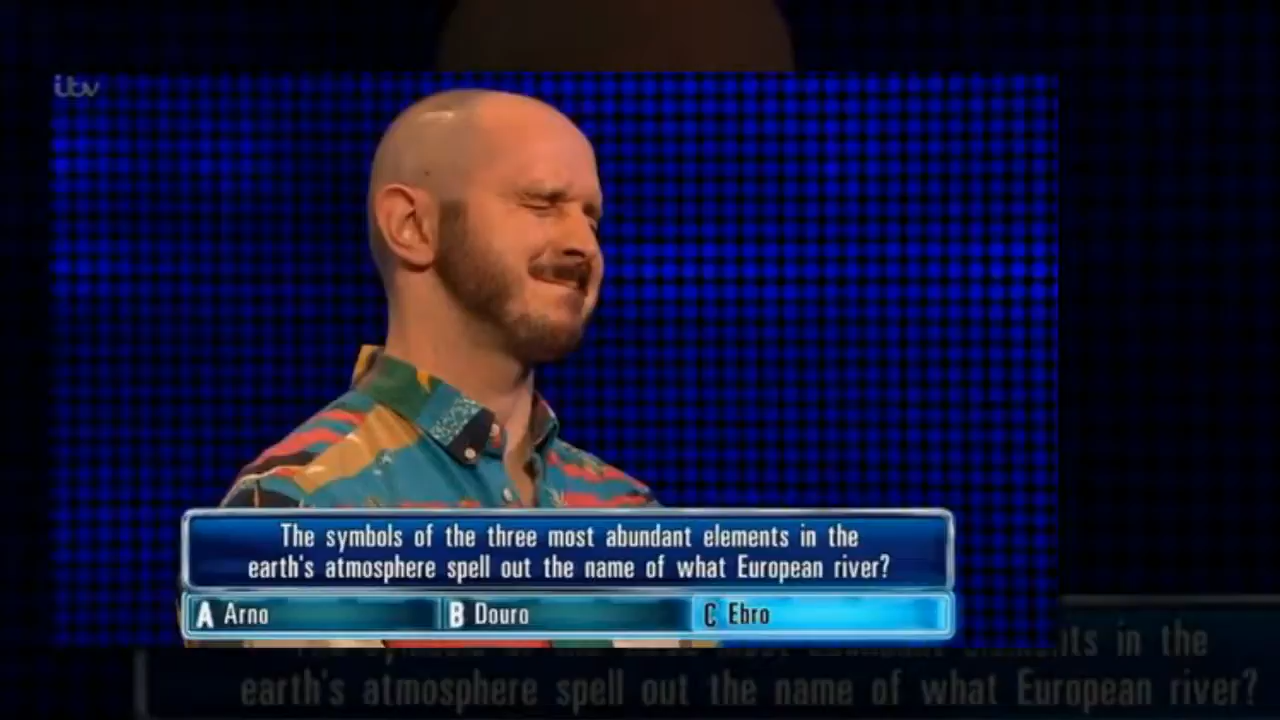 itv
The symbols of the three most abundant elements in the
earth's atmosphere spell out the name of what European river?
A Arno
B Douro
C Ebro
ents in the
earth's atmosphere spell out the name of what European river?